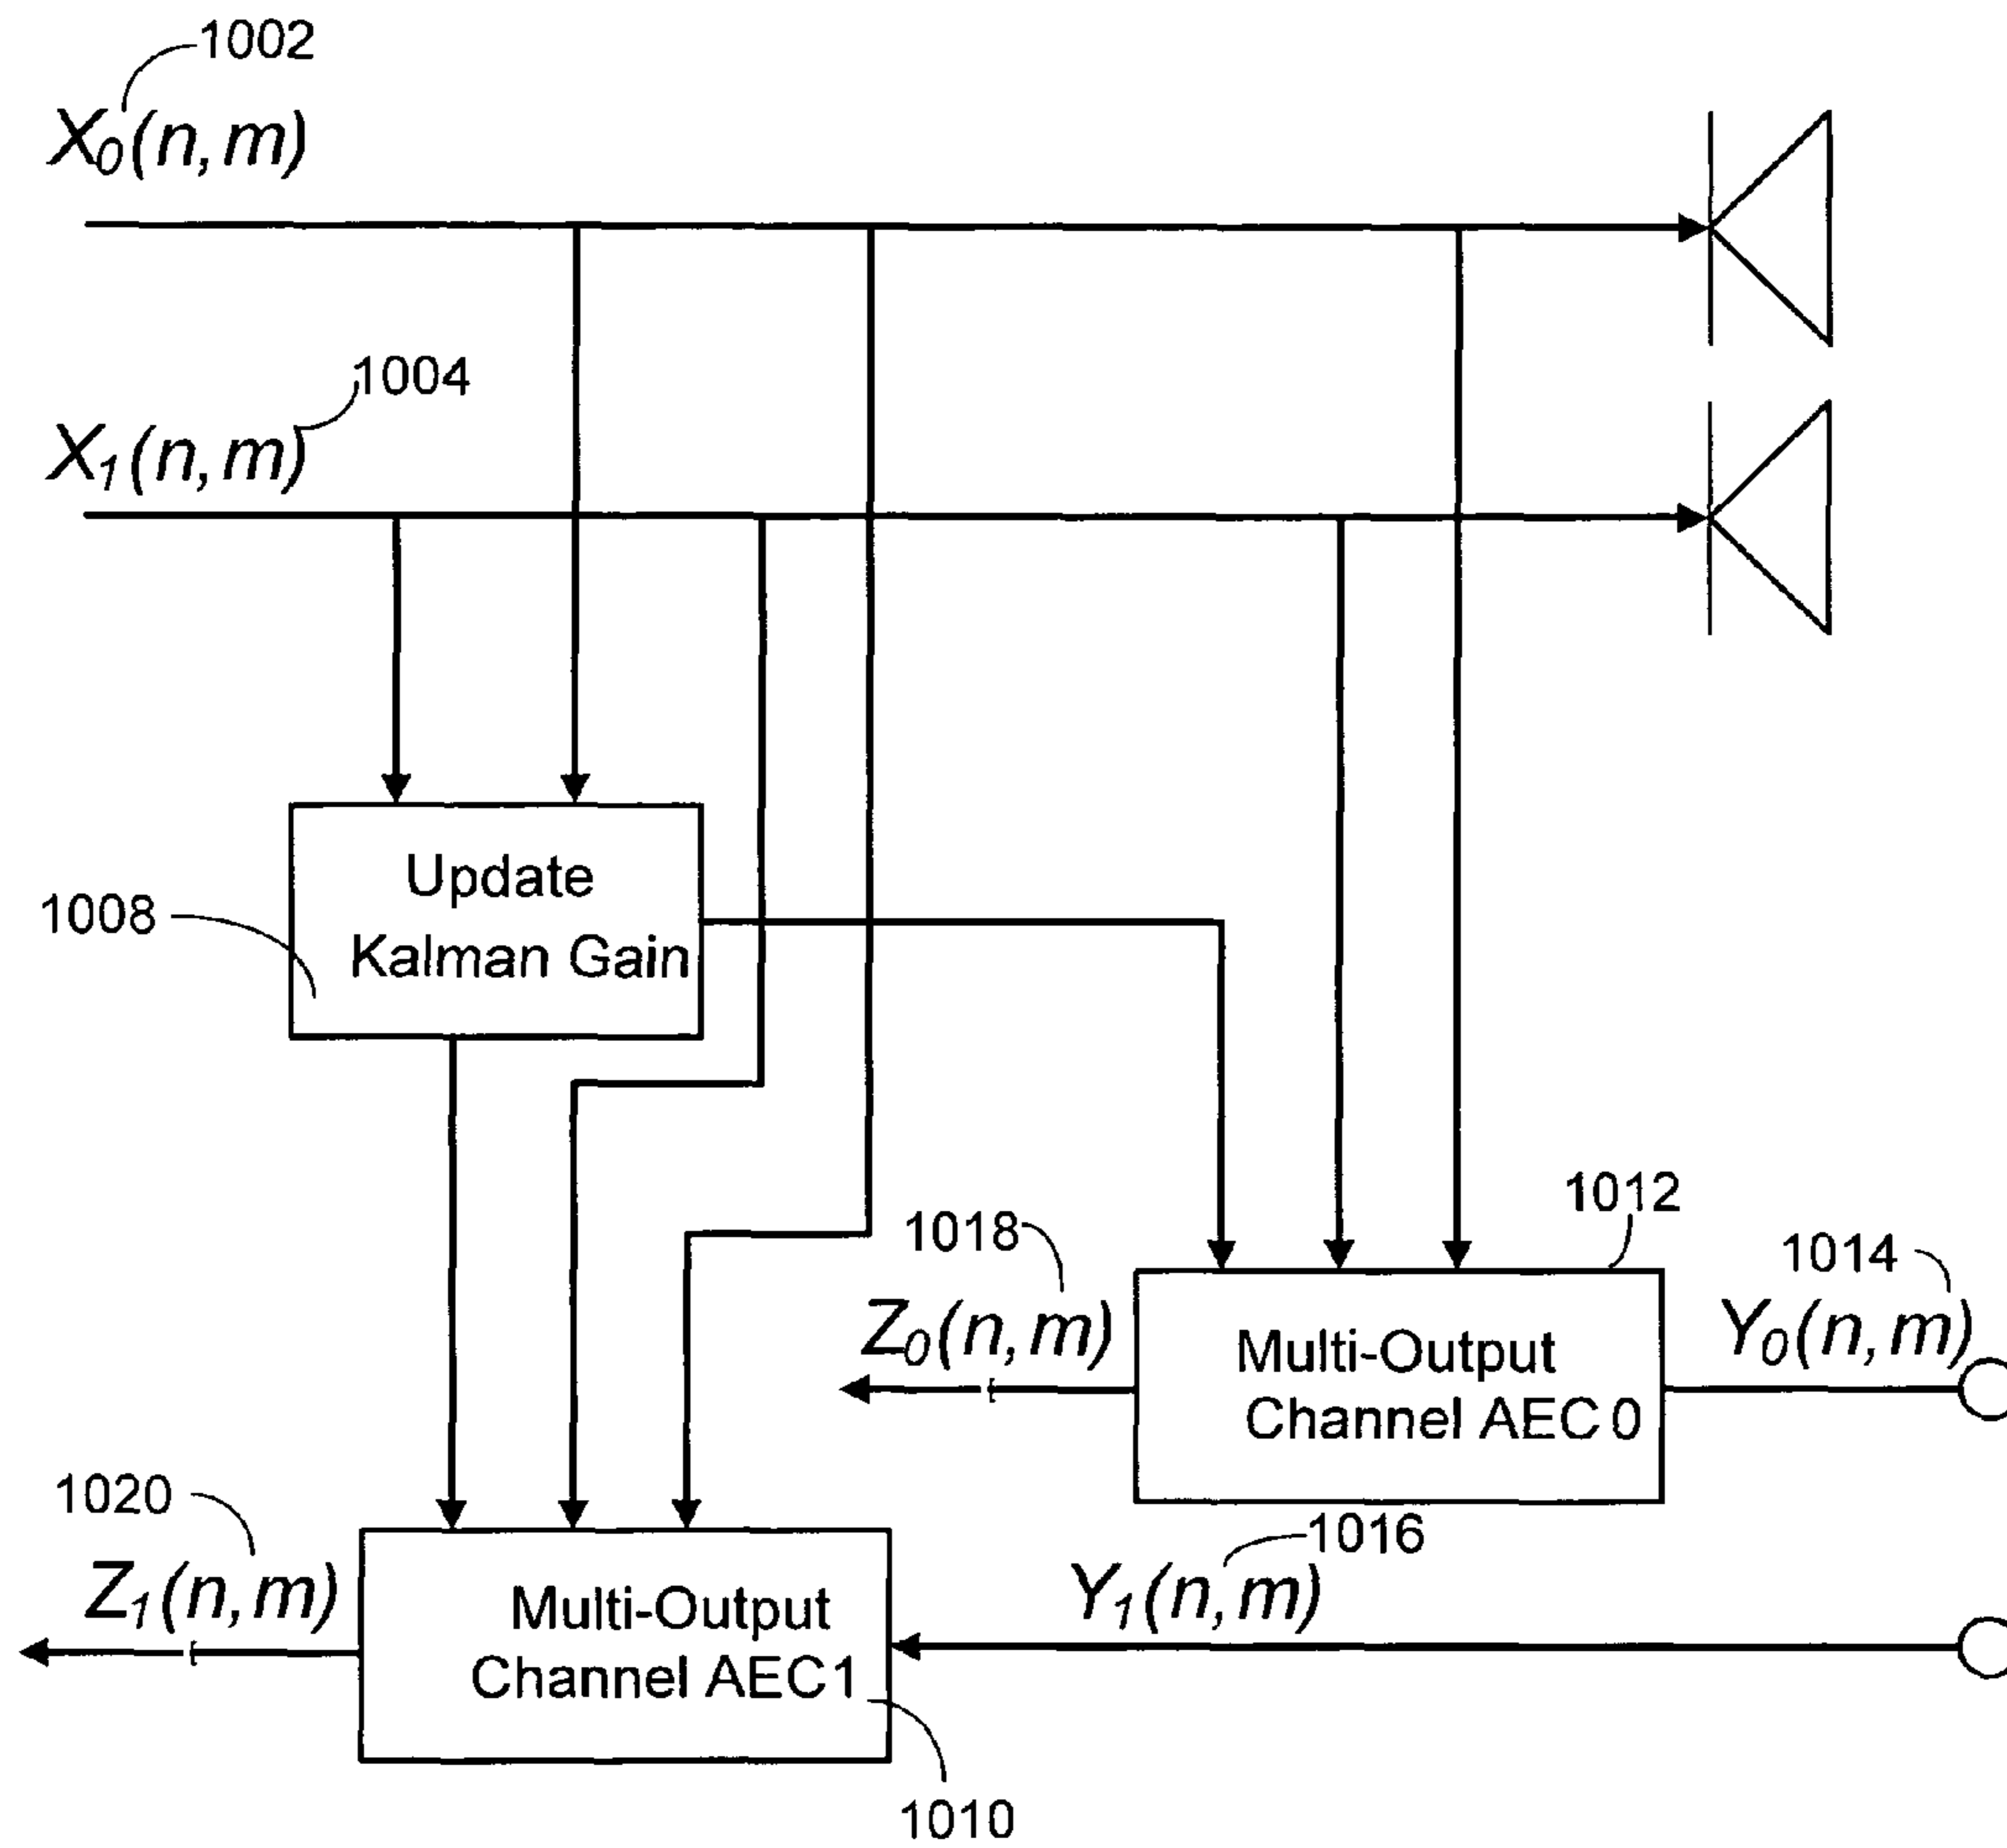 1002
X0(n,m)
1004
X1(n,m)
Update
Kalman Gain
1008
1012
1018
1014
Z0(n,m)
Multi-Output
Channel AEC 0
Y0(n,m)
1020
1016
Z1(n,m)
Multi-Output
Channel AEC1
Y1(n,m)
1010